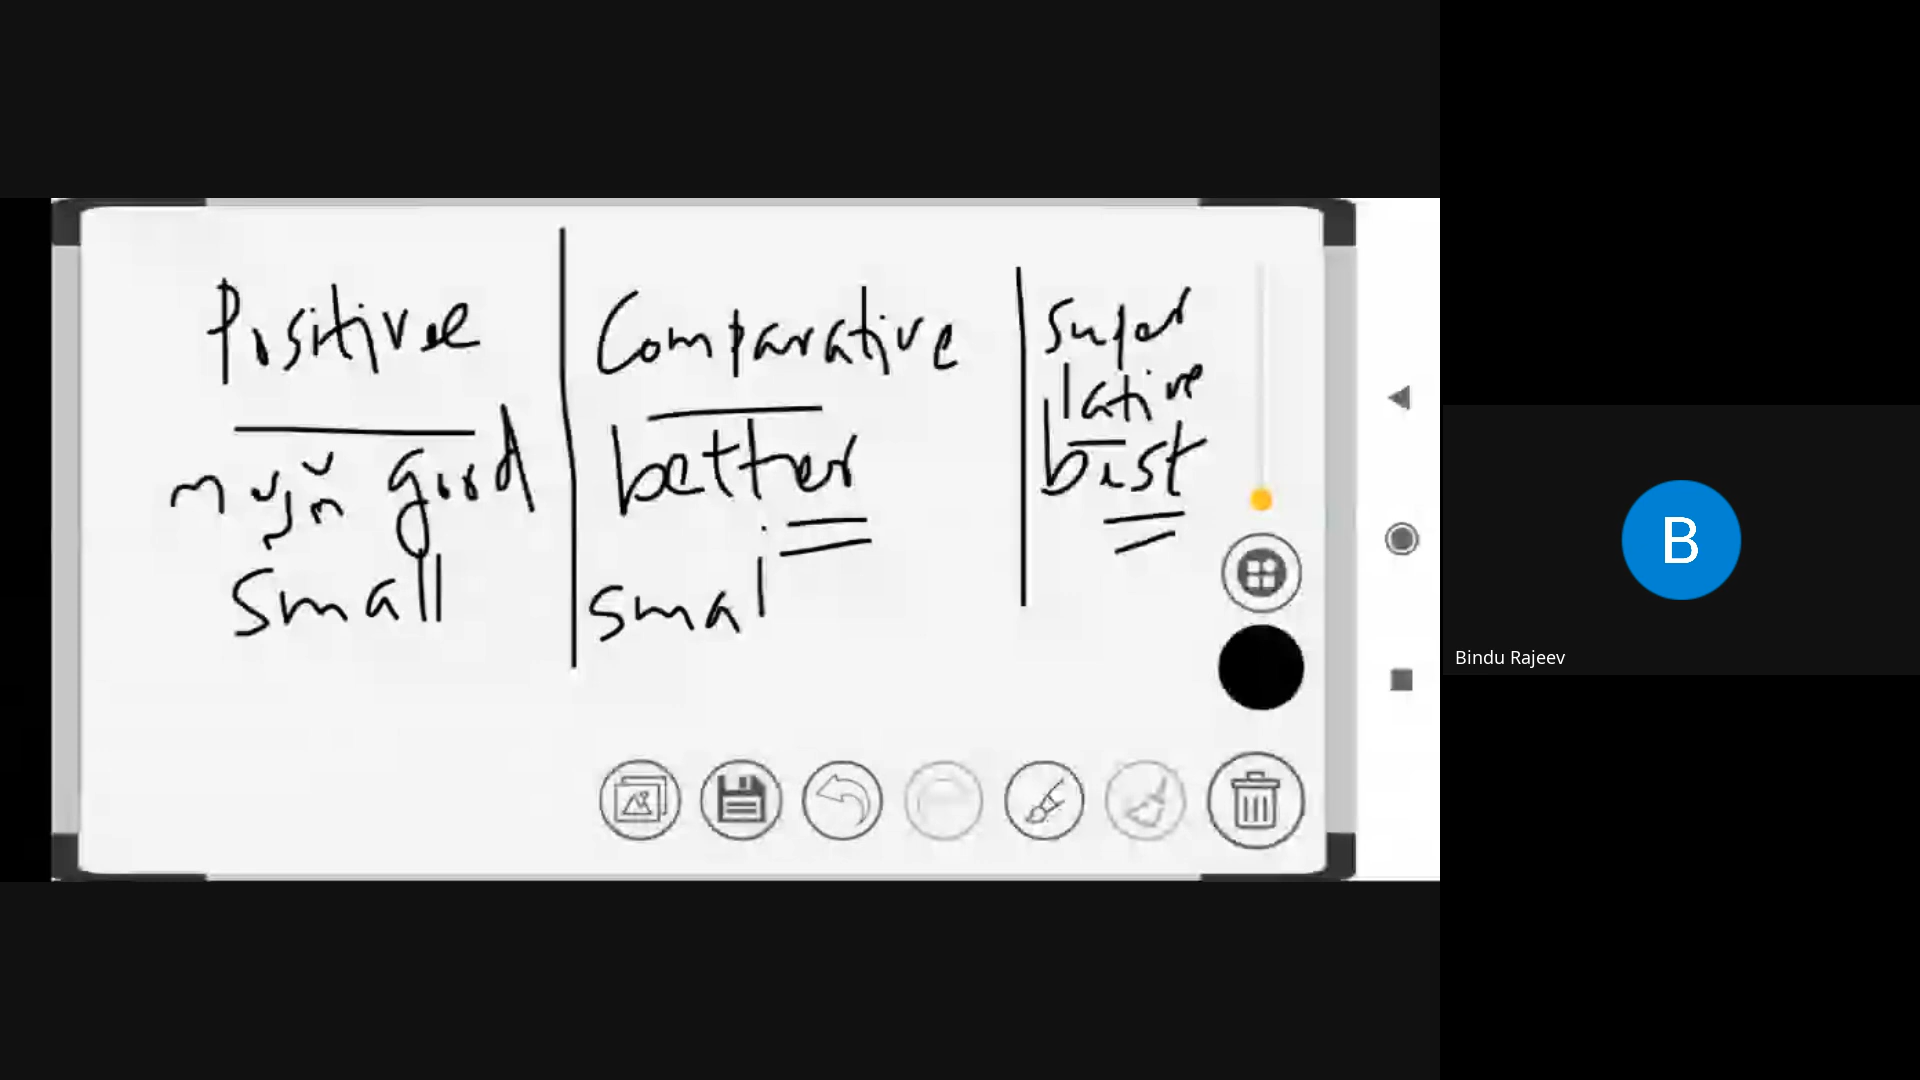 Positive Comparative Super
lative
good better best
small smal
B
Bindu Rajeev